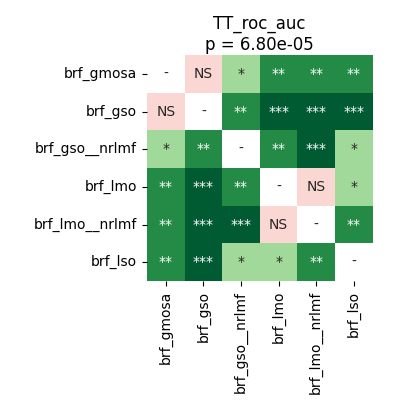 TT_roc_auc
p = 6.80e-05
brf_gmosa - NS * ** ** **
brf_gso NS - ** *** *** ***
brf_gso__nrlmf * ** - ** *** *
brf_lmo ** *** ** - NS *
brf_lmo__nrlmf ** *** *** NS - **
brf_lso ** *** * * ** -
brf_gmosa
brf_gso
brf_gso__nrlmf
brf_lmo
brf_lmo__nrlmf
brf_lso